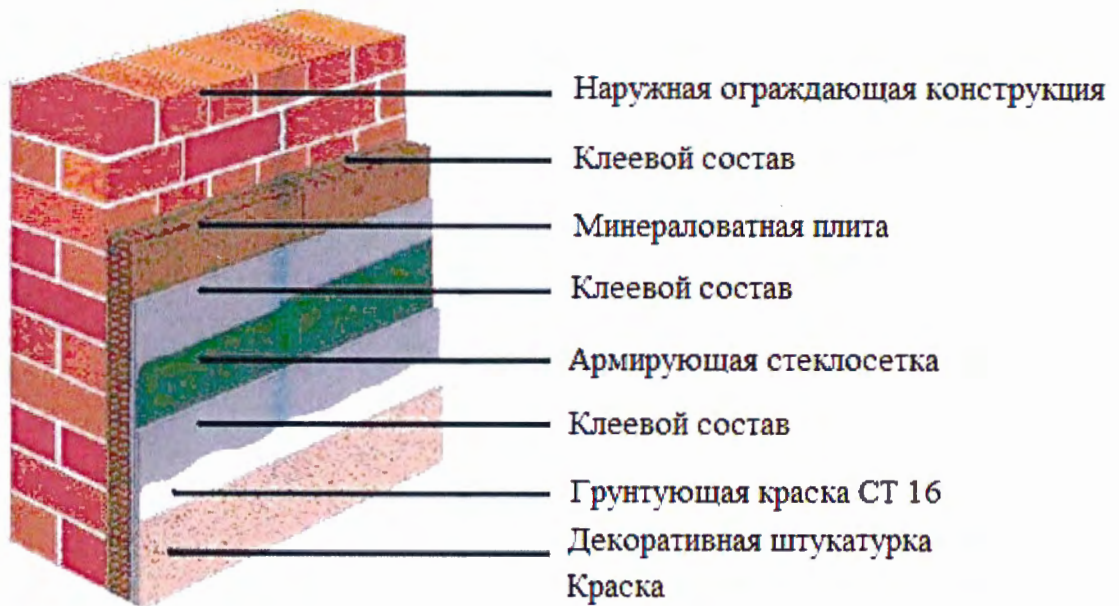 Наружная ограждающая конструкция
Клеевой состав
Минераловатная плита
Клеевой состав
Армирующая стеклосетка
Клеевой состав
Грунтующая краска СТ 16
Декоративная штукатурка
Краска